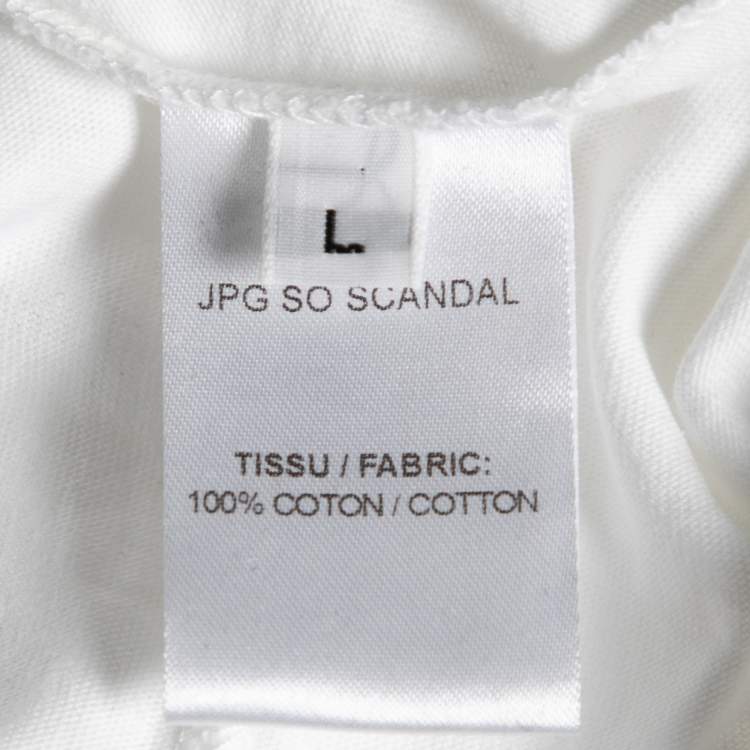 L
JPG SO SCANDAL
TISSU / FABRIC:
100% COTON / COTTON